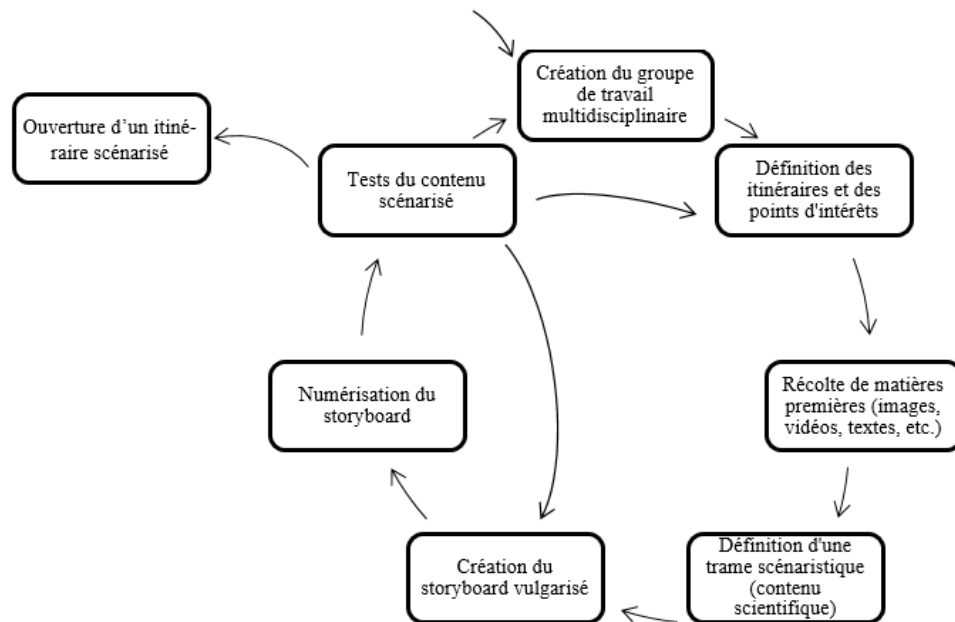 Création du groupe
de travail
multidisciplinaire
Ouverture d’un itiné-
raire scénarisé
Tests du contenu
scénarisé
Définition des
itinéraires et des
points d'intérêts
Numérisation du
storyboard
Récolte de matières
premières (images,
vidéos, textes, etc.)
Création du
storyboard vulgarisé
Définition d'une
trame scénaristique
(contenu
scientifique)